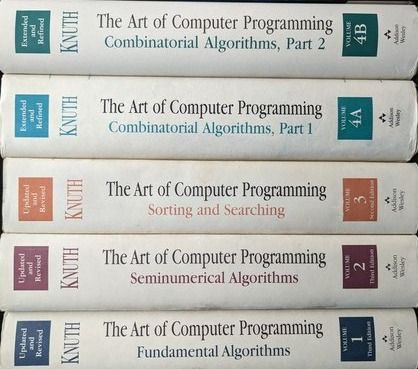 Extended
and
Refined
KNUTH
The Art of Computer Programming
Combinatorial Algorithms, Part 2
VOLUME
4B
Addison
Wesley
Extended
and
Refined
KNUTH
The Art of Computer Programming
Combinatorial Algorithms, Part 1
VOLUME
4A
Addison
Wesley
Updated
and
Revised
KNUTH
The Art of Computer Programming
Sorting and Searching
VOLUME
3
Second Edition
Addison
Wesley
Updated
and
Revised
KNUTH
The Art of Computer Programming
Seminumerical Algorithms
VOLUME
2
Third Edition
Addison
Wesley
Updated
and
Revised
KNUTH
The Art of Computer Programming
Fundamental Algorithms
VOLUME
1
Third Edition
Addison
Wesley